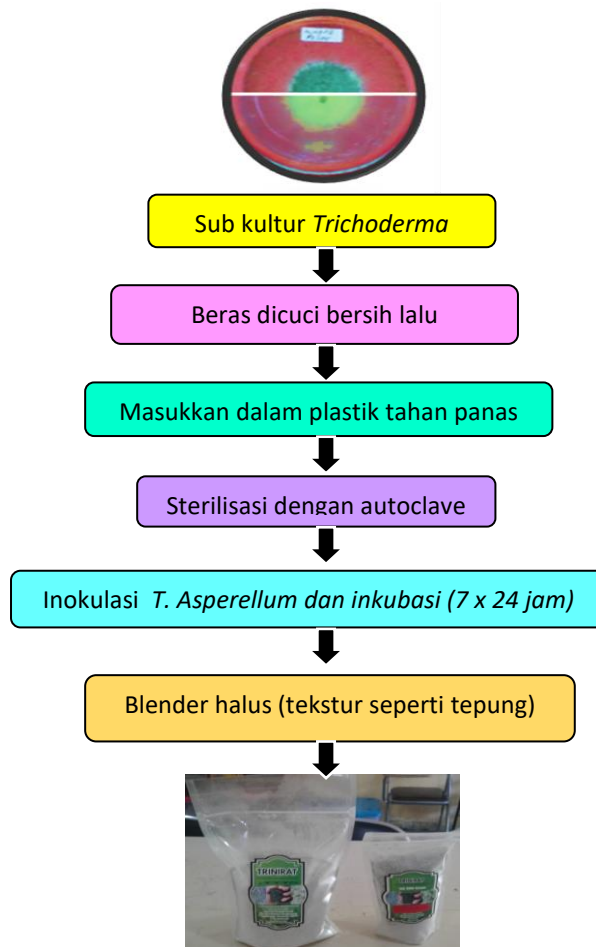 Sub kultur Trichoderma
Beras dicuci bersih lalu
Masukkan dalam plastik tahan panas
Sterilisasi dengan autoclave
Inokulasi T. Asperellum dan inkubasi (7 x 24 jam)
Blender halus (tekstur seperti tepung)
TRINIRAT
TRINIRAT